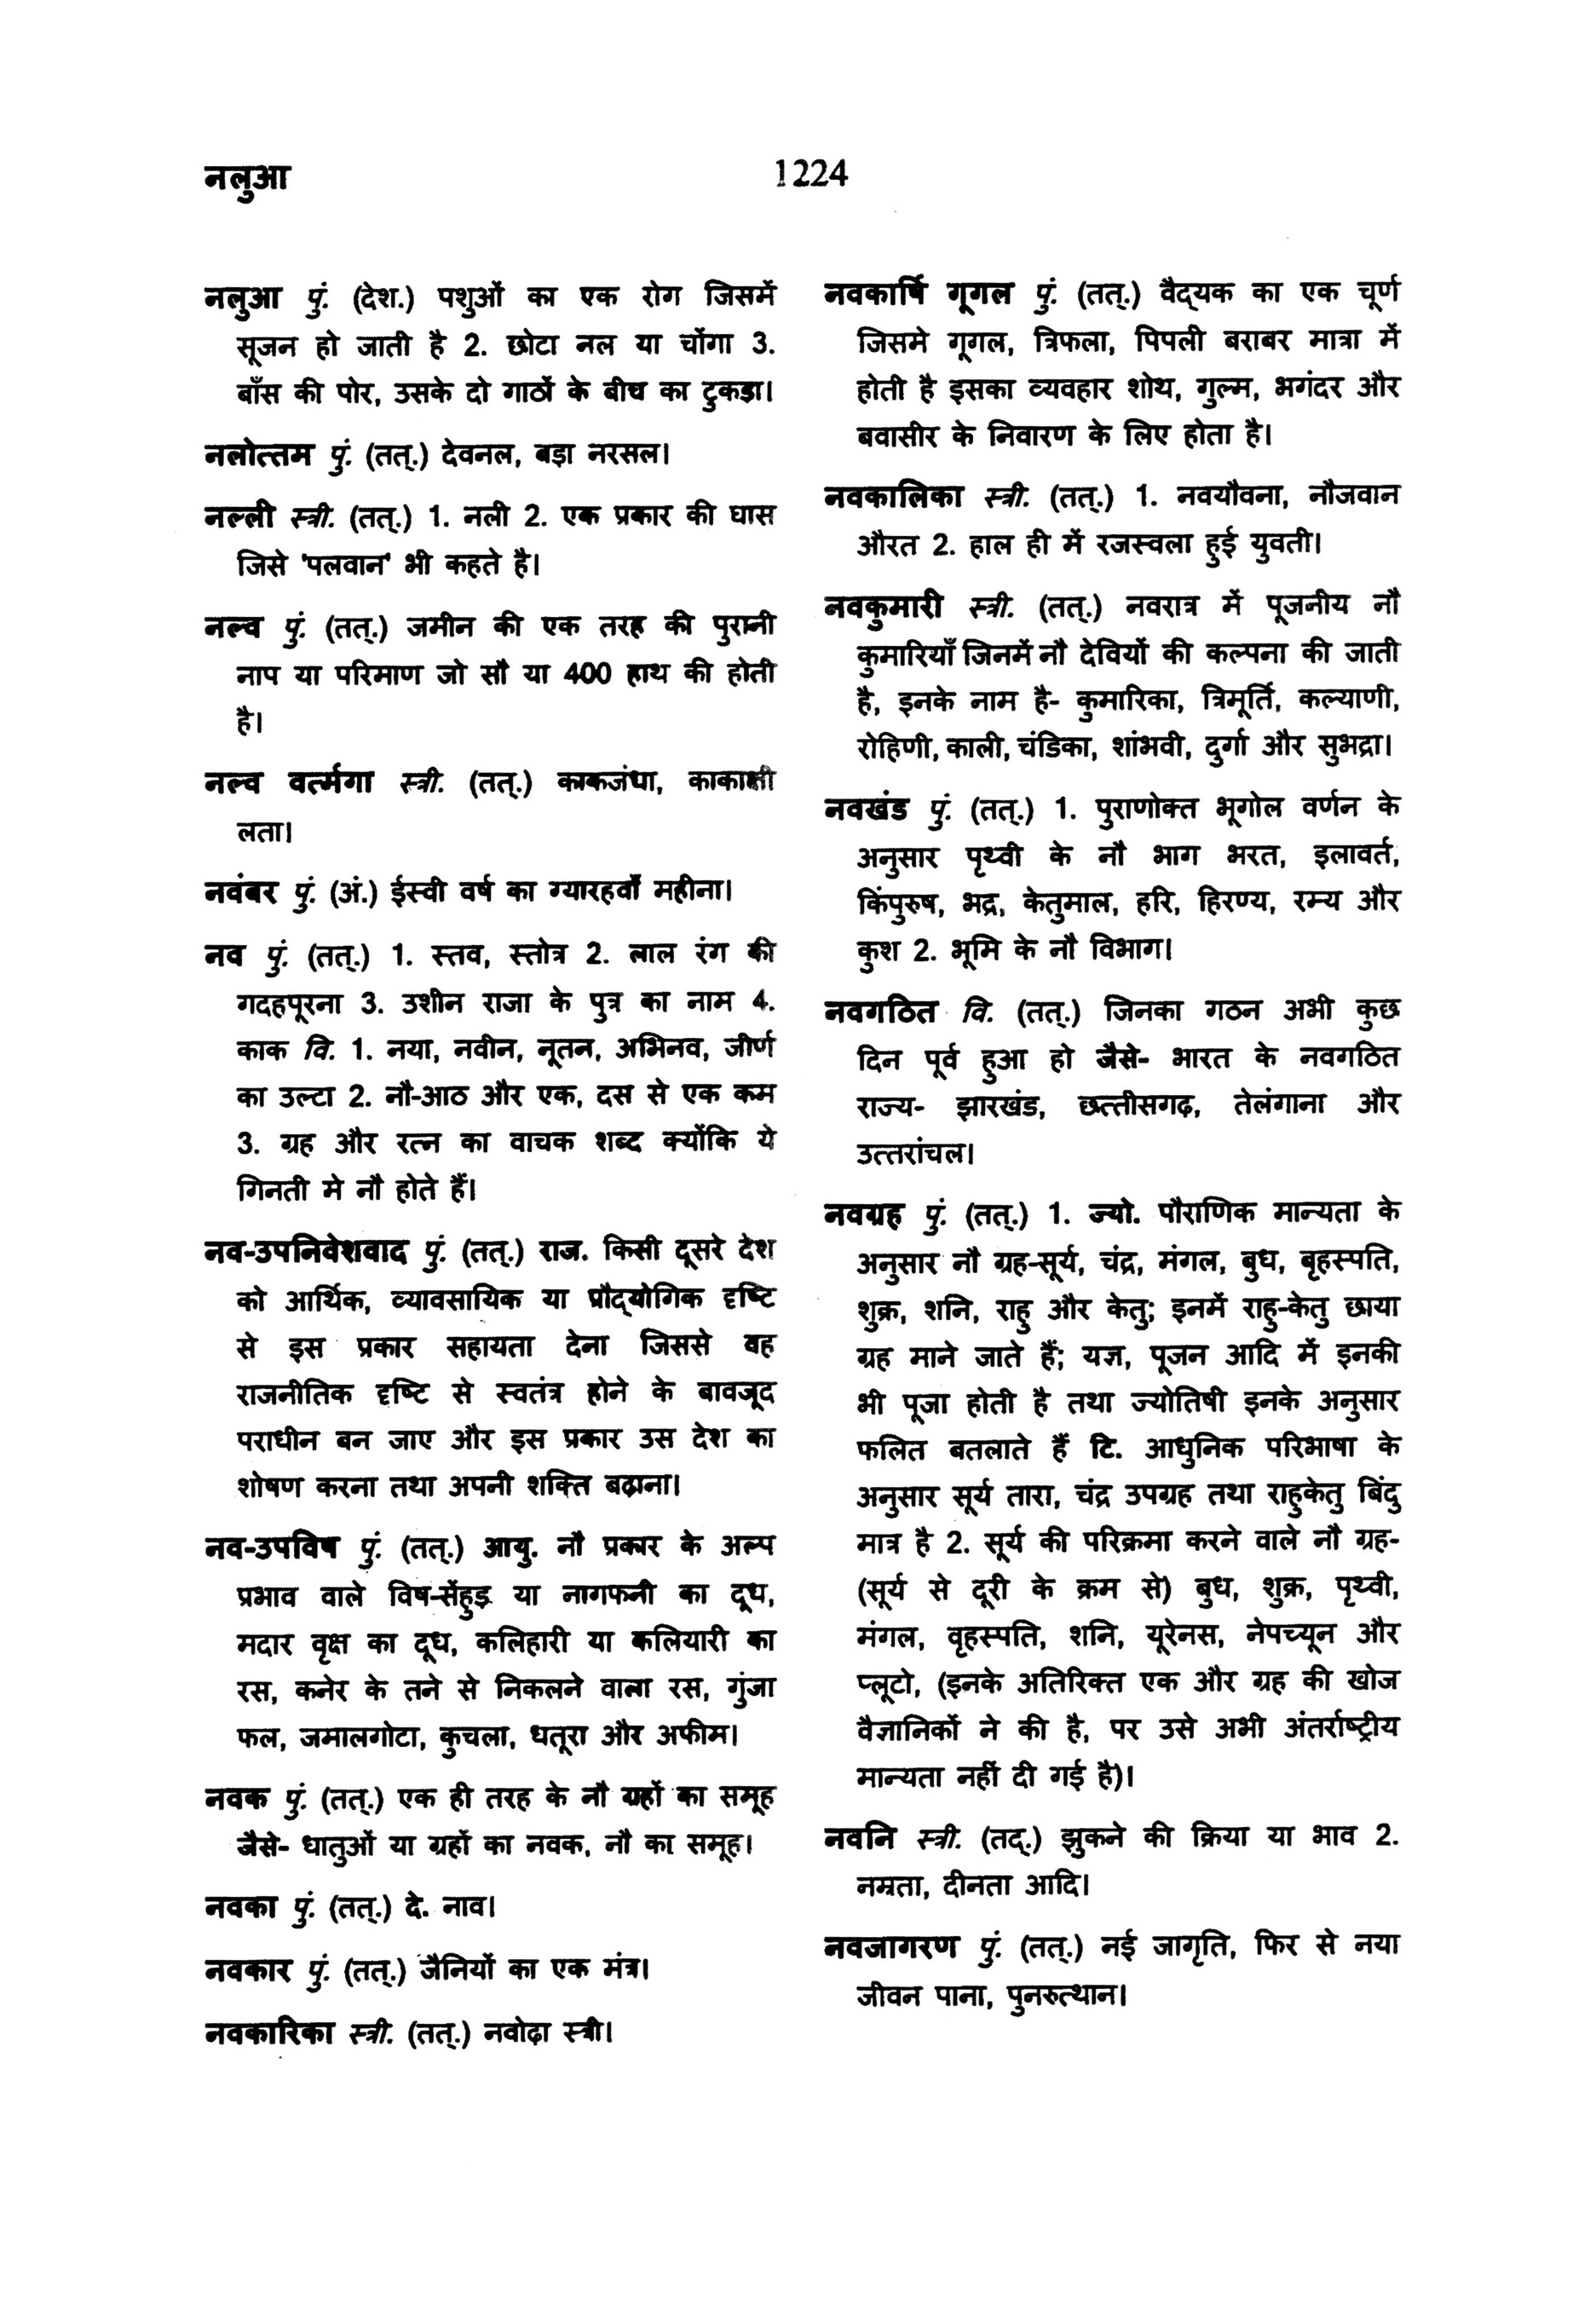 नलुआ
1224
नलुआ पुं. (देश.) पशुओं का एक रोग जिसमें
सूजन हो जाती है 2. छोटा नल या चोंगा 3.
बाँस की पोर, उसके दो गाठों के बीच का टुकड़ा।
नलोत्तम पुं. (तत्.) देवनल, बड़ा नरसल।
नल्ली स्त्री. (तत्.) 1. नली 2. एक प्रकार की घास
जिसे 'पलवान' भी कहते है।
नल्व पुं. (तत्.) जमीन की एक तरह की पुरानी
नाप या परिमाण जो सौ या 400 हाथ की होती
है।
नल्व वर्त्मगा स्त्री. (तत्.) काकजंघा, काकाक्षी
लता।
नवंबर पुं. (अं.) ईस्वी वर्ष का ग्यारहवाँ महीना।
नव पुं. (तत्.) 1. स्तव, स्तोत्र 2. लाल रंग की
गदहपूरना 3. उशीन राजा के पुत्र का नाम 4.
काक वि. 1. नया, नवीन, नूतन, अभिनव, जीर्ण
का उल्टा 2. नौ-आठ और एक, दस से एक कम
3. ग्रह और रत्न का वाचक शब्द क्योंकि ये
गिनती मे नौ होते हैं।
नव-उपनिवेशवाद पुं. (तत्.) राज. किसी दूसरे देश
को आर्थिक, व्यावसायिक या प्रौद्योगिक दृष्टि
से इस प्रकार सहायता देना जिससे वह
राजनीतिक दृष्टि से स्वतंत्र होने के बावजूद
पराधीन बन जाए और इस प्रकार उस देश का
शोषण करना तथा अपनी शक्ति बढ़ाना।
नव-उपविष पुं. (तत्.) आयु. नौ प्रकार के अल्प
प्रभाव वाले विष-सेंहुड़ या नागफनी का दूध,
मदार वृक्ष का दूध, कलिहारी या कलियारी का
रस, कनेर के तने से निकलने वाला रस, गुंजा
फल, जमालगोटा, कुचला, धतूरा और अफीम।
नवक पुं. (तत्.) एक ही तरह के नौ ग्रहों का समूह
जैसे- धातुओं या ग्रहों का नवक, नौ का समूह।
नवका पुं. (तत्.) दे. नाव।
नवकार पुं. (तत्.) जैनियों का एक मंत्र।
नवकारिका स्त्री. (तत्.) नवोढ़ा स्त्री।
नवकार्षि गूगल पुं. (तत्.) वैद्यक का एक चूर्ण
जिसमे गूगल, त्रिफला, पिपली बराबर मात्रा में
होती है इसका व्यवहार शोथ, गुल्म, भगंदर और
बवासीर के निवारण के लिए होता है।
नवकालिका स्त्री. (तत्.) 1. नवयौवना, नौजवान
औरत 2. हाल ही में रजस्वला हुई युवती।
नवकुमारी स्त्री. (तत्.) नवरात्र में पूजनीय नौ
कुमारियाँ जिनमें नौ देवियों की कल्पना की जाती
है, इनके नाम है- कुमारिका, त्रिमूर्ति, कल्याणी,
रोहिणी, काली, चंडिका, शांभवी, दुर्गा और सुभद्रा।
नवखंड पुं. (तत्.) 1. पुराणोक्त भूगोल वर्णन के
अनुसार पृथ्वी के नौ भाग भरत, इलावर्त,
किंपुरुष, भद्र, केतुमाल, हरि, हिरण्य, रम्य और
कुश 2. भूमि के नौ विभाग।
नवगठित वि. (तत्.) जिनका गठन अभी कुछ
दिन पूर्व हुआ हो जैसे- भारत के नवगठित
राज्य- झारखंड, छत्तीसगढ़, तेलंगाना और
उत्तरांचल।
नवग्रह पुं. (तत्.) 1. ज्यो. पौराणिक मान्यता के
अनुसार नौ ग्रह-सूर्य, चंद्र, मंगल, बुध, बृहस्पति,
शुक्र, शनि, राहु और केतु; इनमें राहु-केतु छाया
ग्रह माने जाते हैं; यज्ञ, पूजन आदि में इनकी
भी पूजा होती है तथा ज्योतिषी इनके अनुसार
फलित बतलाते हैं टि. आधुनिक परिभाषा के
अनुसार सूर्य तारा, चंद्र उपग्रह तथा राहुकेतु बिंदु
मात्र है 2. सूर्य की परिक्रमा करने वाले नौ ग्रह-
(सूर्य से दूरी के क्रम से) बुध, शुक्र, पृथ्वी,
मंगल, वृहस्पति, शनि, यूरेनस, नेपच्यून और
प्लूटो, (इनके अतिरिक्त एक और ग्रह की खोज
वैज्ञानिकों ने की है, पर उसे अभी अंतर्राष्ट्रीय
मान्यता नहीं दी गई है)।
नवनि स्त्री. (तद्.) झुकने की क्रिया या भाव 2.
नम्रता, दीनता आदि।
नवजागरण पुं. (तत्.) नई जागृति, फिर से नया
जीवन पाना, पुनरुत्थान।